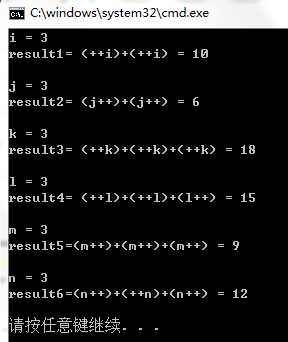 C:\windows\system32\cmd.exe
i = 3
result1= (++i)+(++i) = 10
j = 3
result2= (j++)+(j++) = 6
k = 3
result3= (++k)+(++k)+(++k) = 18
l = 3
result4= (++l)+(++l)+(l++) = 15
m = 3
result5=(m++)+(m++)+(m++) = 9
n = 3
result6=(n++)+(++n)+(n++) = 12
请按任意键继续. . .